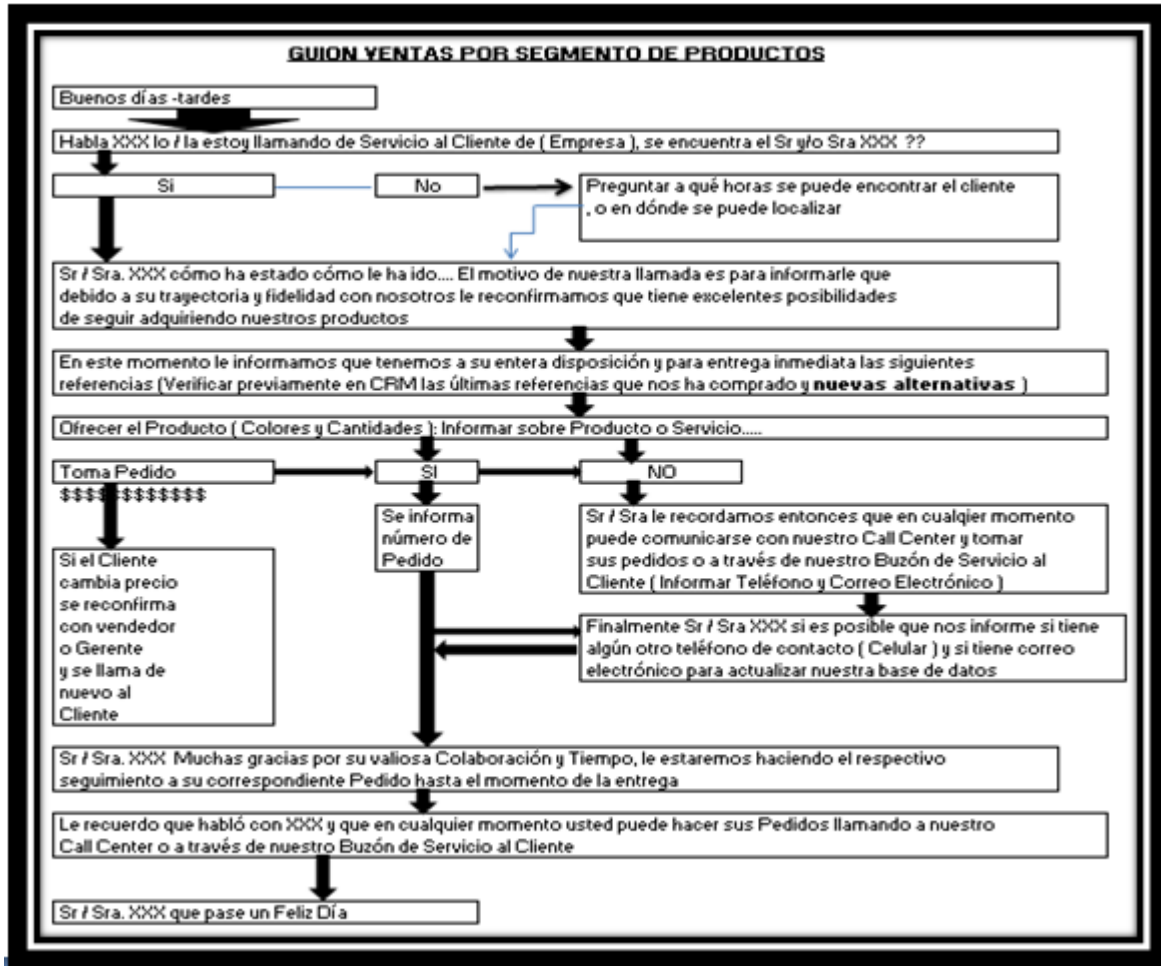 GUION VENTAS POR SEGMENTO DE PRODUCTOS
Buenos días -tardes
Habla XXX lo / la estoy llamando de Servicio al Cliente de ( Empresa ), se encuentra el Sr y/o Sra XXX ??
Si
No
Preguntar a qué horas se puede encontrar el cliente
, o en dónde se puede localizar
Sr / Sra. XXX cómo ha estado cómo le ha ido.... El motivo de nuestra llamada es para informarle que
debido a su trayectoria y fidelidad con nosotros le reconfirmamos que tiene excelentes posibilidades
de seguir adquiriendo nuestros productos
En este momento le informamos que tenemos a su entera disposición y para entrega inmediata las siguientes
referencias (Verificar previamente en CRM las últimas referencias que nos ha comprado y nuevas alternativas )
Ofrecer el Producto ( Colores y Cantidades ): Informar sobre Producto o Servicio.....
Toma Pedido
SI
NO
$$$$$$$$$$$$$
Se informa
número de
Pedido
Sr / Sra le recordamos entonces que en cualqier momento
puede comunicarse con nuestro Call Center y tomar
sus pedidos o a través de nuestro Buzón de Servicio al
Cliente ( Informar Teléfono y Correo Electrónico )
Si el Cliente
cambia precio
se reconfirma
con vendedor
o Gerente
y se llama de
nuevo al
Cliente
Finalmente Sr / Sra XXX si es posible que nos informe si tiene
algún otro teléfono de contacto ( Celular ) y si tiene correo
electrónico para actualizar nuestra base de datos
Sr / Sra. XXX Muchas gracias por su valiosa Colaboración y Tiempo, le estaremos haciendo el respectivo
seguimiento a su correspondiente Pedido hasta el momento de la entrega
Le recuerdo que habló con XXX y que en cualquier momento usted puede hacer sus Pedidos llamando a nuestro
Call Center o a través de nuestro Buzón de Servicio al Cliente
Sr / Sra. XXX que pase un Feliz Día